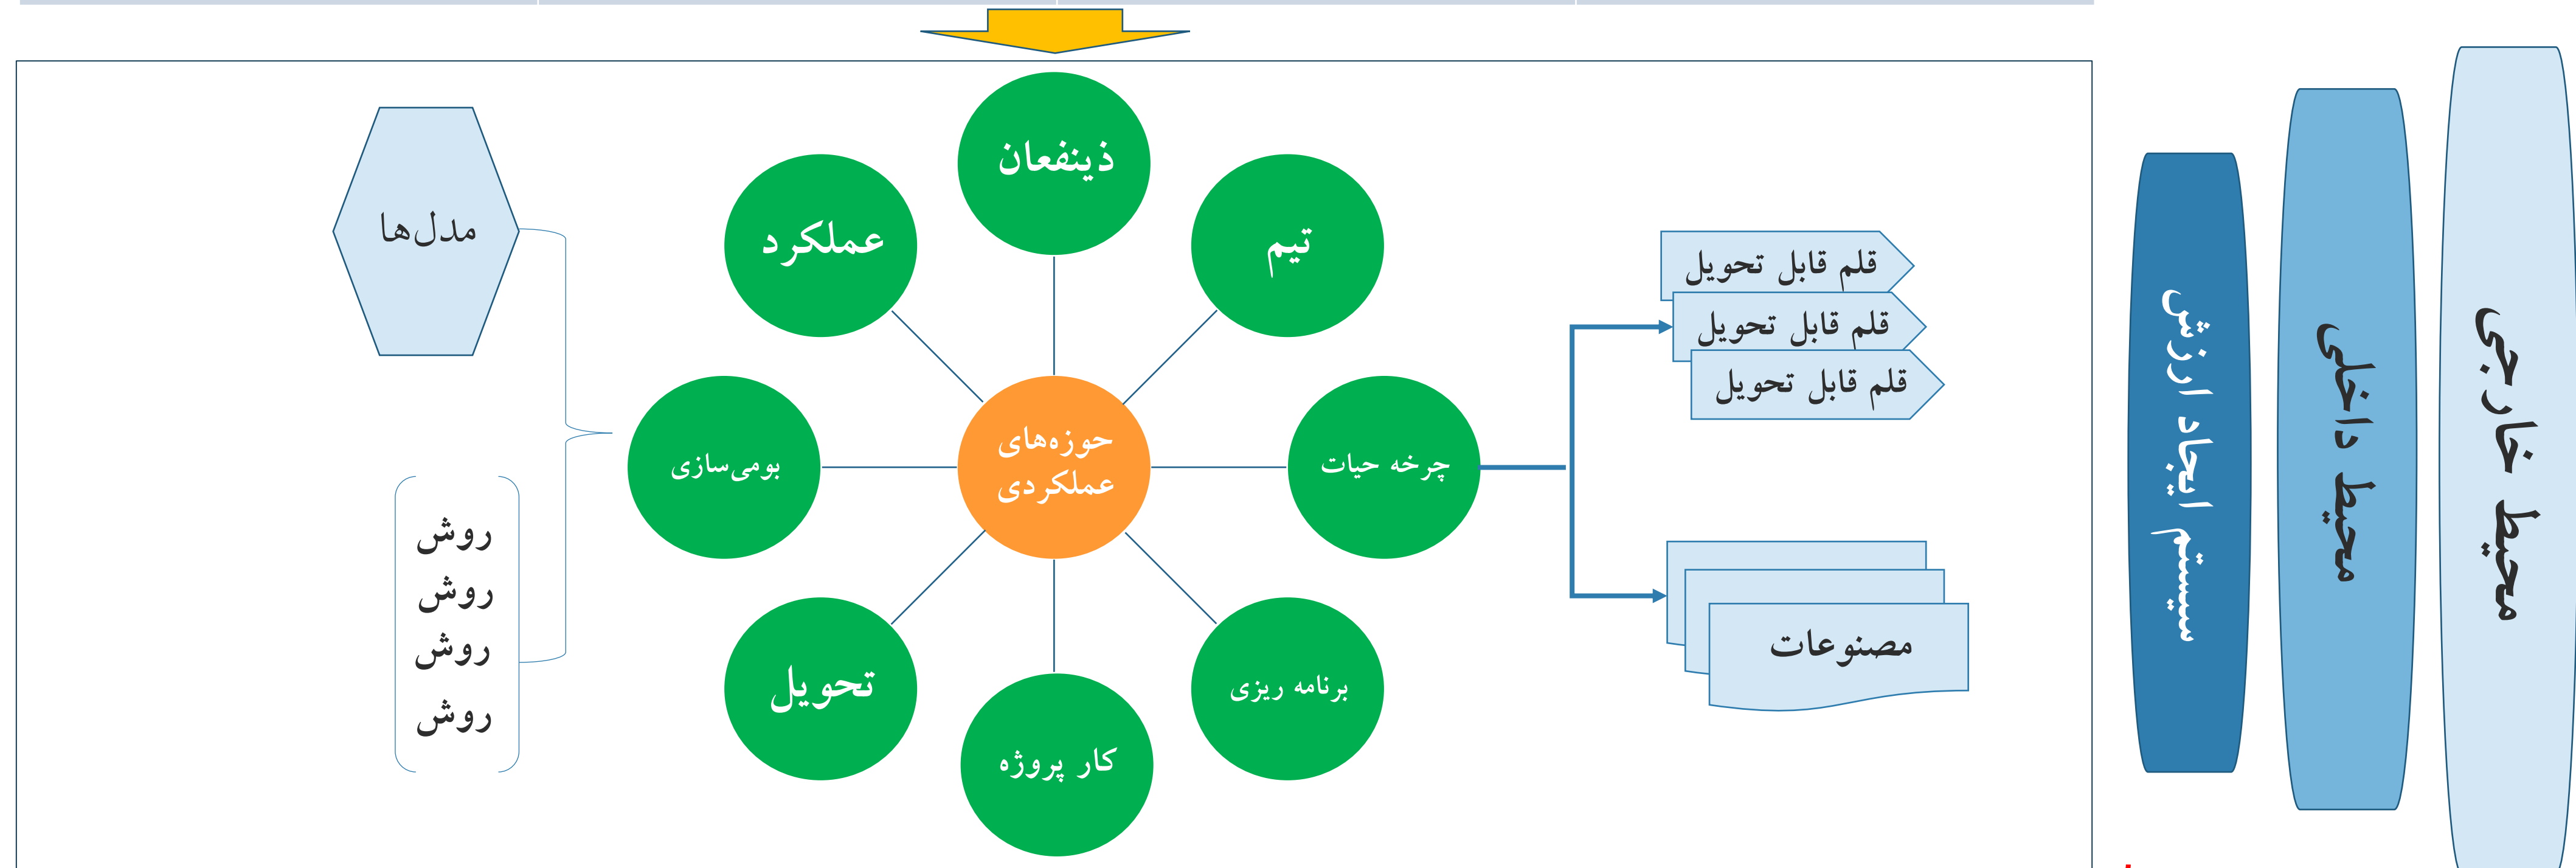 محیط خارجی
محیط داخلی
سیستم ایجاد ارزش
ذینفعان
تیم
عملکرد
مدل‌ها
قلم قابل تحویل
قلم قابل تحویل
قلم قابل تحویل
چرخه حیات
حوزه‌های
عملکردی
بومی‌سازی
روش
روش
روش
روش
مصنوعات
برنامه ریزی
تحویل
کار پروژه